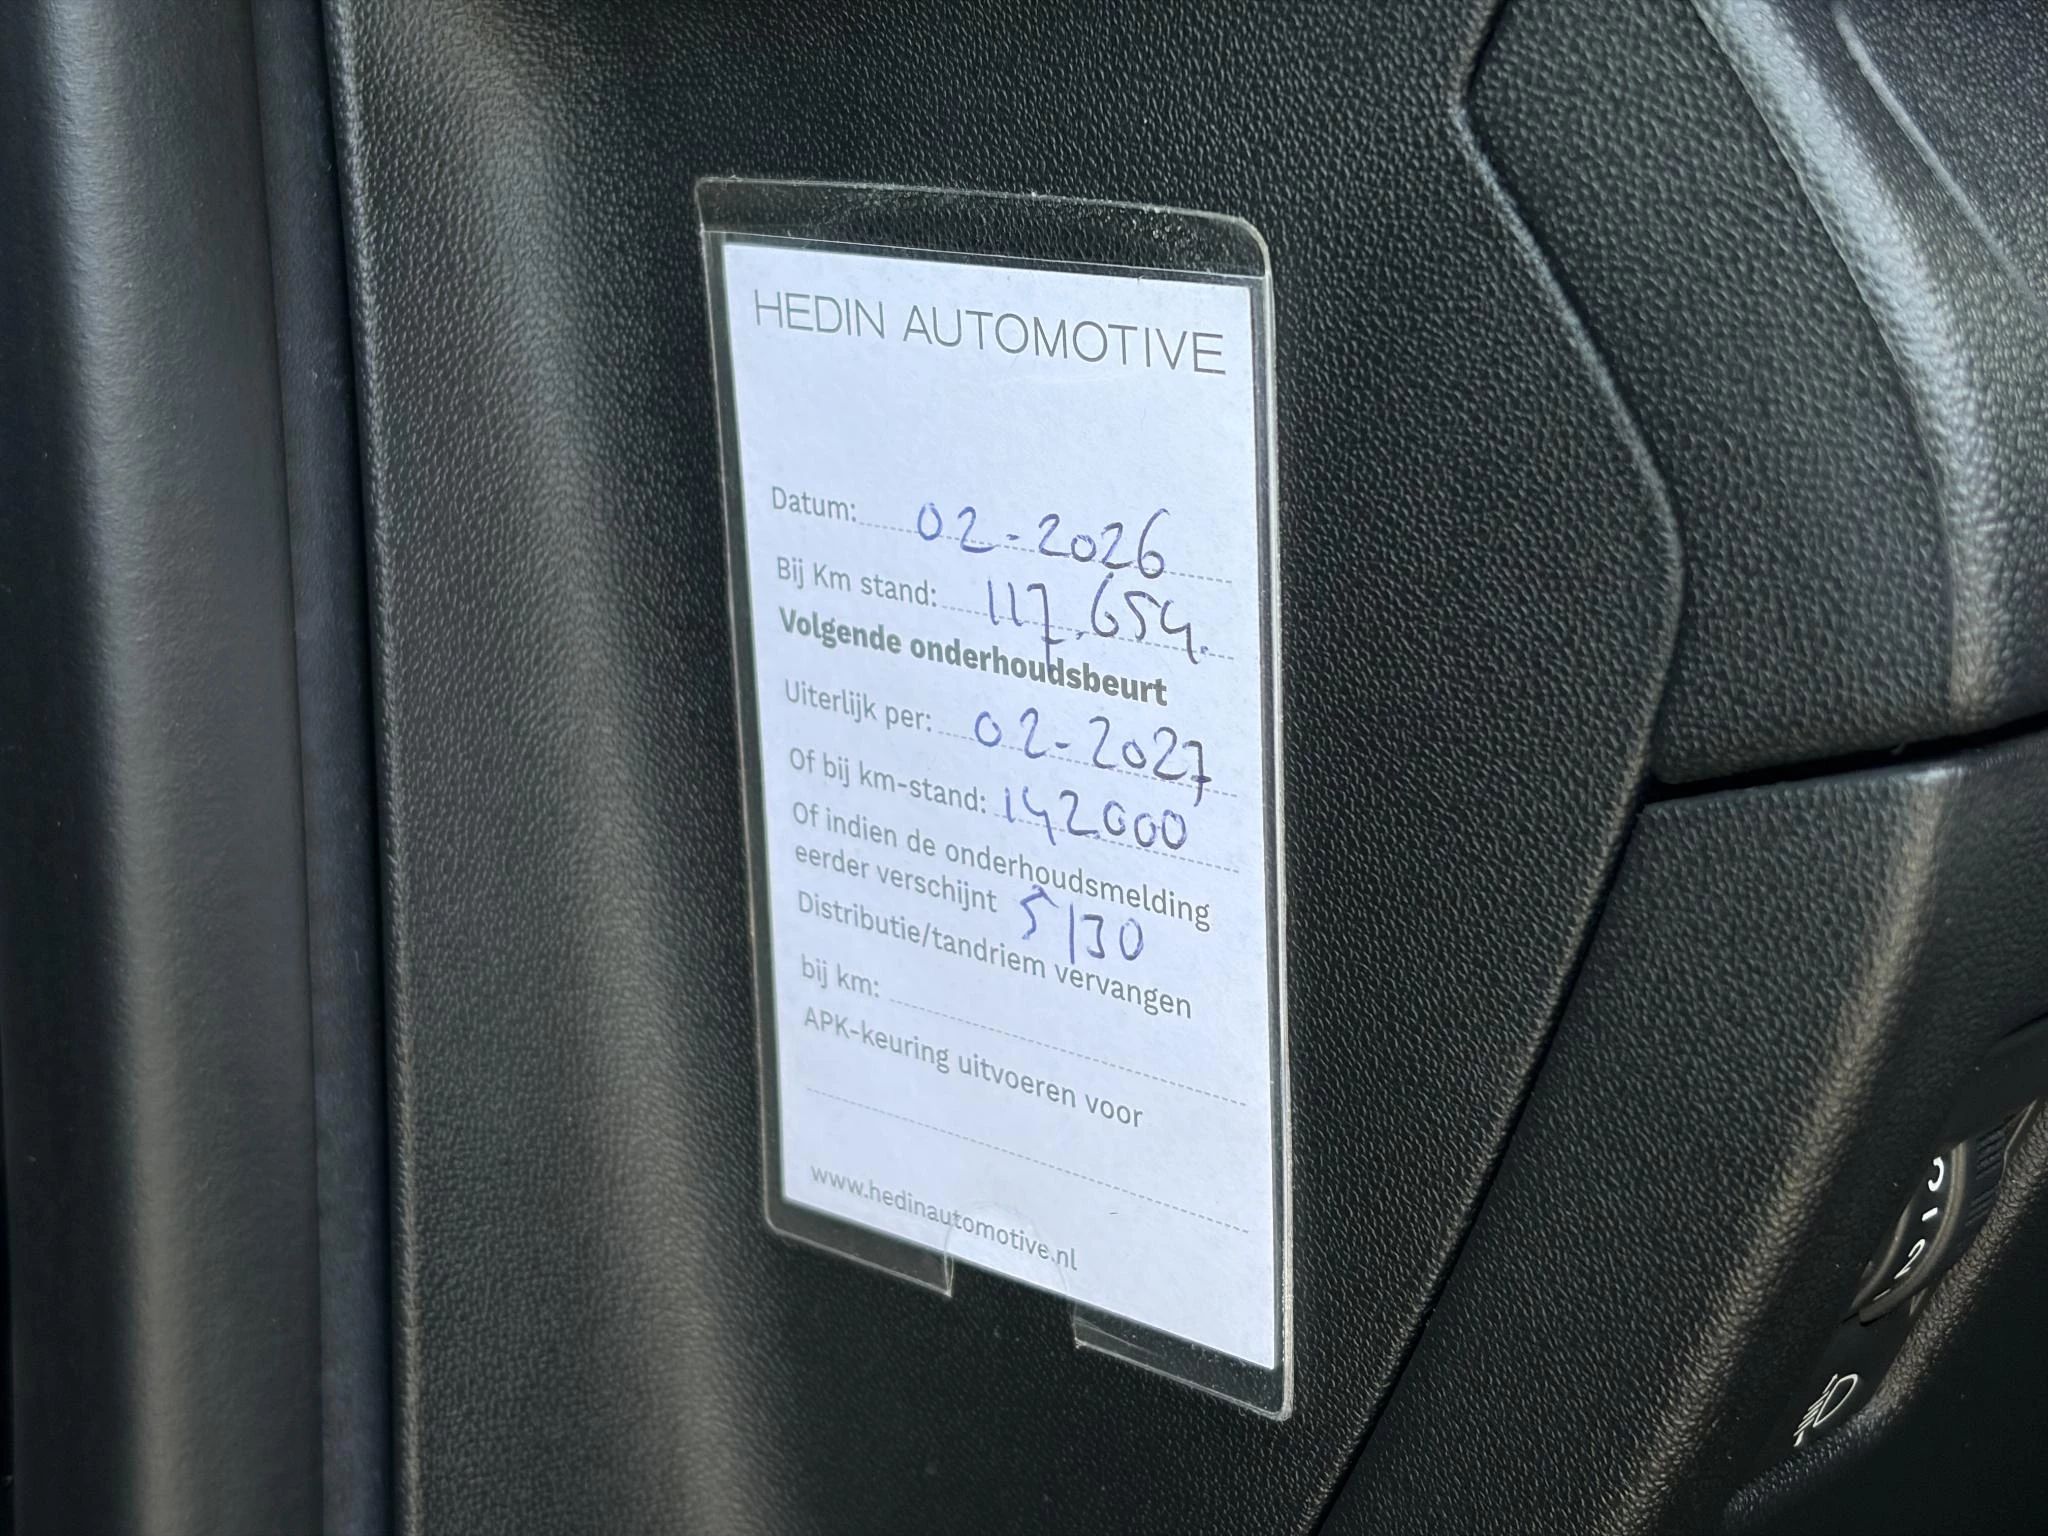 HEDIN AUTOMOTIVE
Datum: 02-2026
Bij Km stand: 117.654.
Volgende onderhoudsbeurt
Uiterlijk per: 02-2027
Of bij km-stand: 142000
Of indien de onderhoudsmelding
eerder verschijnt 5/30
Distributie/tandriem vervangen
bij km:
APK-keuring uitvoeren voor
www.hedinautomotive.nl
1
2